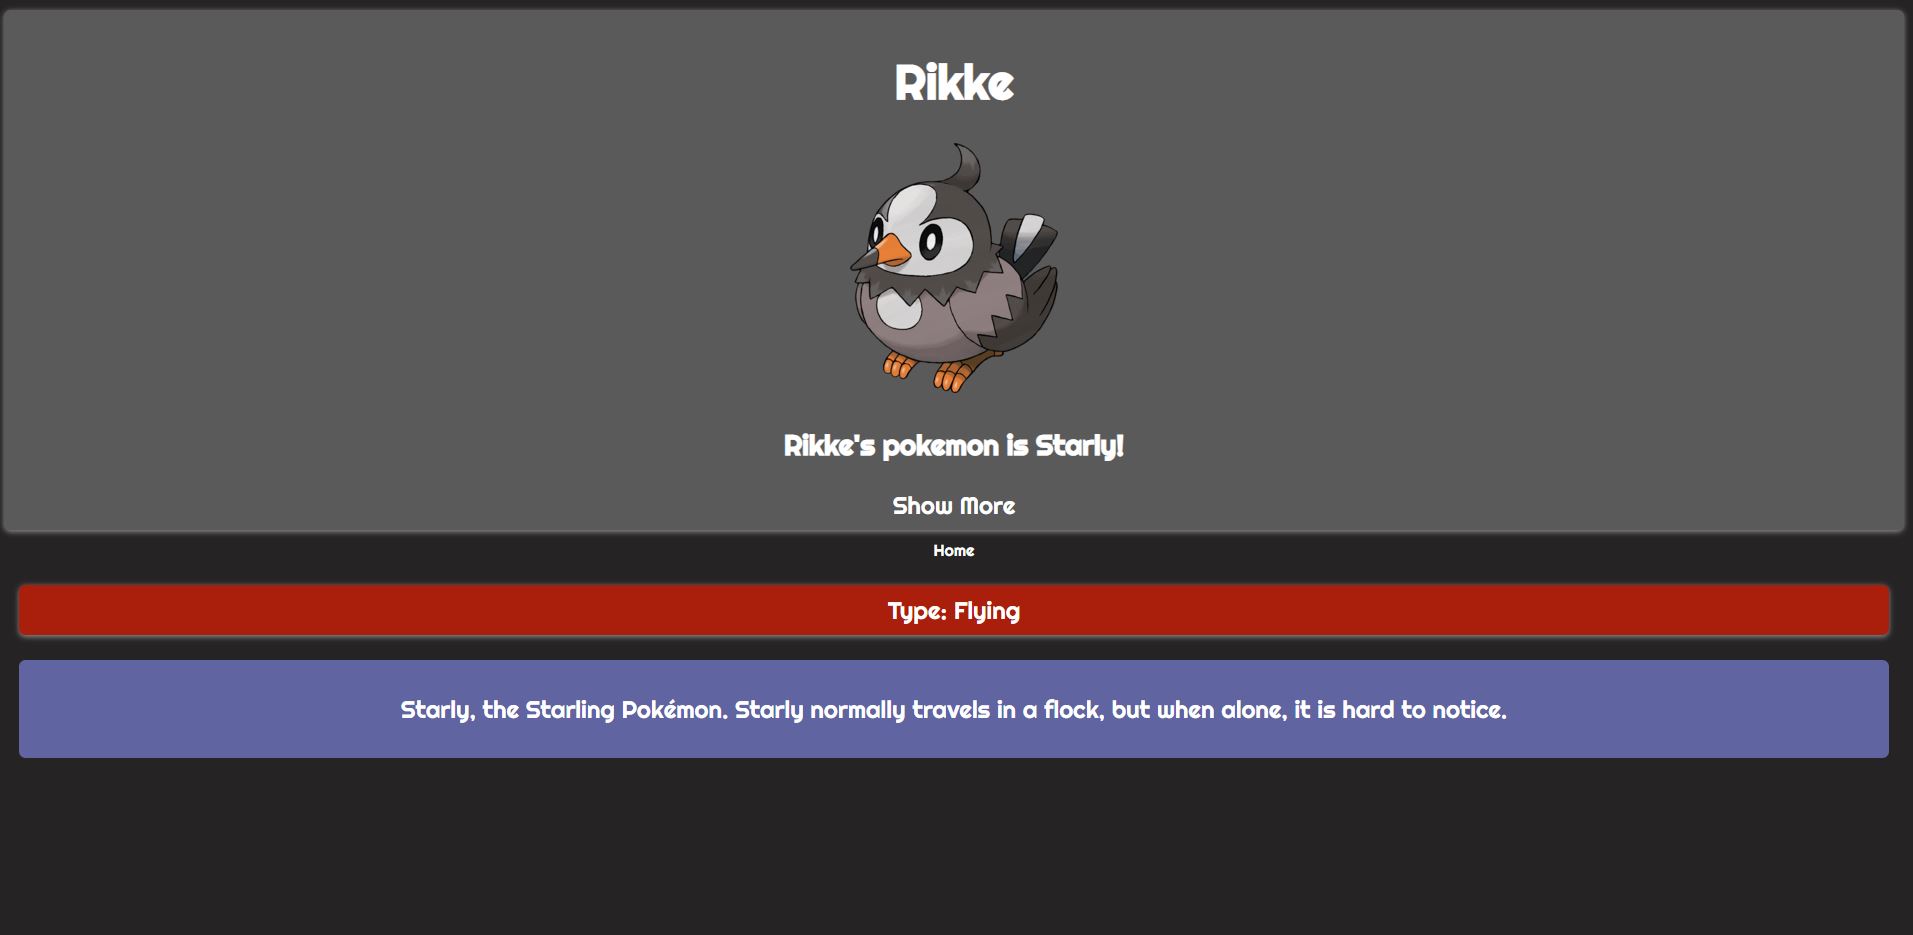 Rikke
Rikke's pokemon is Starly!
Show More
Home
Type: Flying
Starly, the Starling Pokémon. Starly normally travels in a flock, but when alone, it is hard to notice.